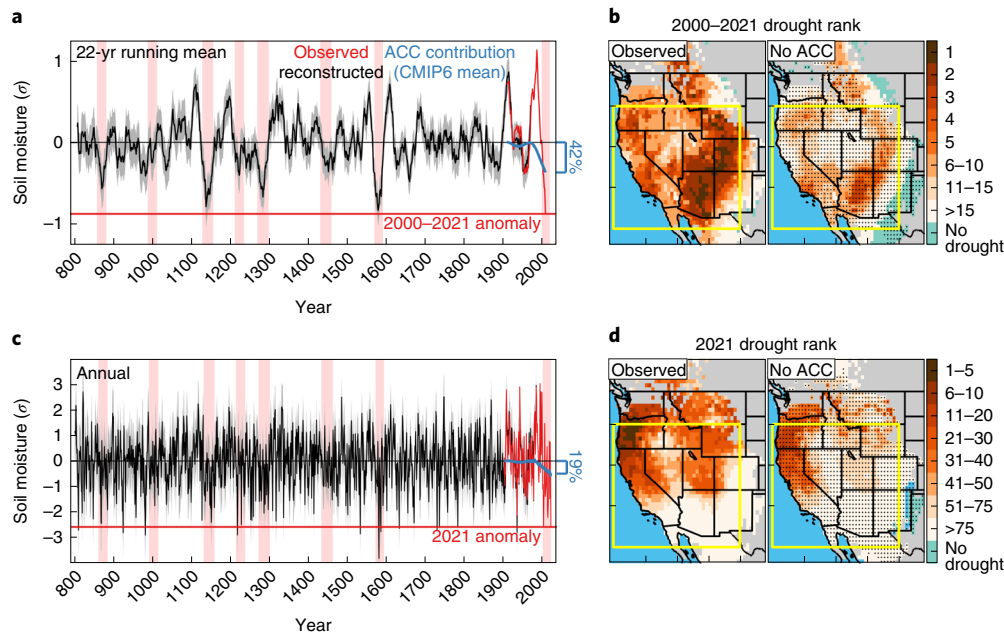 a
22-yr running mean
Observed
reconstructed
ACC contribution
(CMIP6 mean)
Soil moisture (σ)
1
0
−1
42%
2000–2021 anomaly
800
900
1000
1100
1200
1300
1400
1500
1600
1700
1800
1900
2000
Year
b
2000–2021 drought rank
Observed
No ACC
1
2
3
4
5
6–10
11–15
>15
No
drought
c
Annual
Soil moisture (σ)
3
2
1
0
−1
−2
−3
19%
2021 anomaly
800
900
1000
1100
1200
1300
1400
1500
1600
1700
1800
1900
2000
Year
d
2021 drought rank
Observed
No ACC
1–5
6–10
11–20
21–30
31–40
41–50
51–75
>75
No
drought